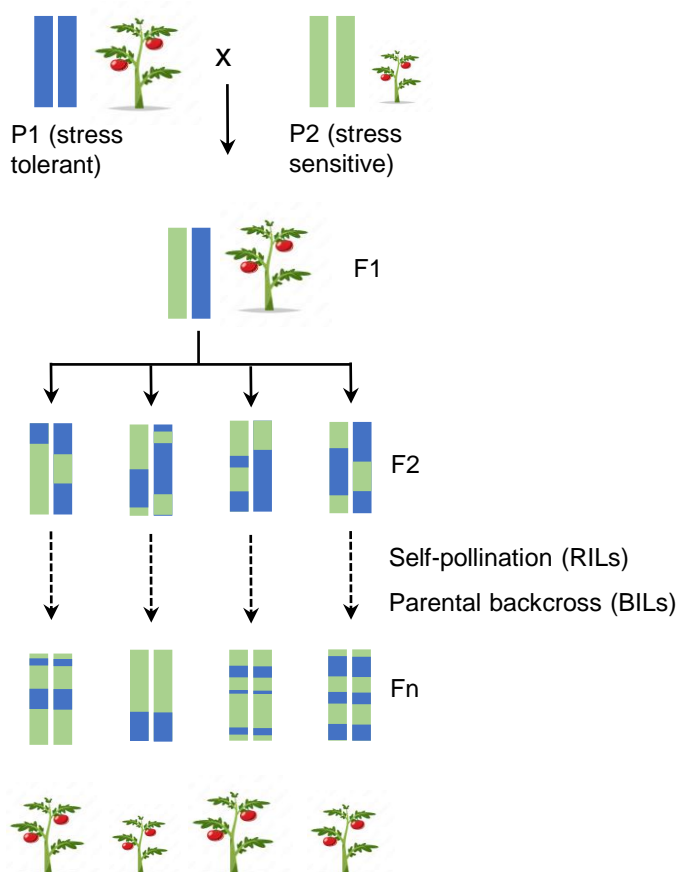 x
P1 (stress
tolerant)
P2 (stress
sensitive)
F1
F2
Self-pollination (RILs)
Parental backcross (BILs)
Fn